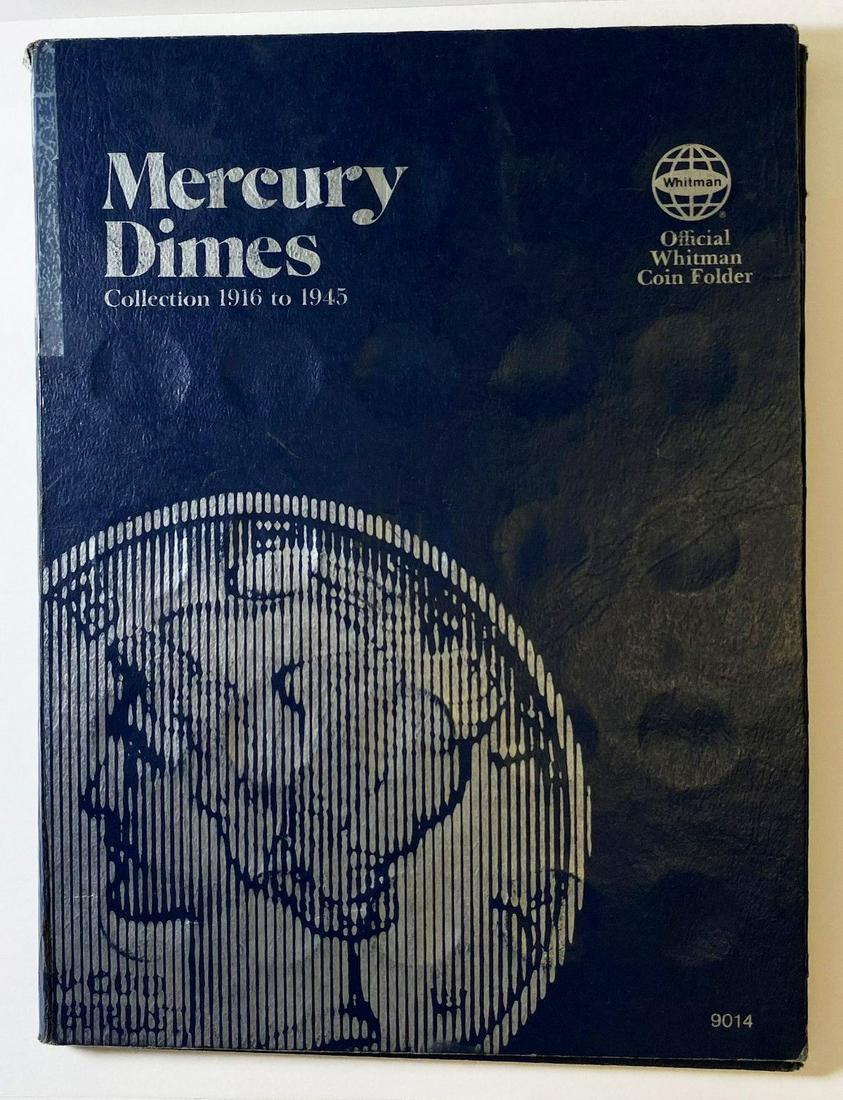 Mercury
Dimes
Collection 1916 to 1945
Whitman
®
Official
Whitman
Coin Folder
9014